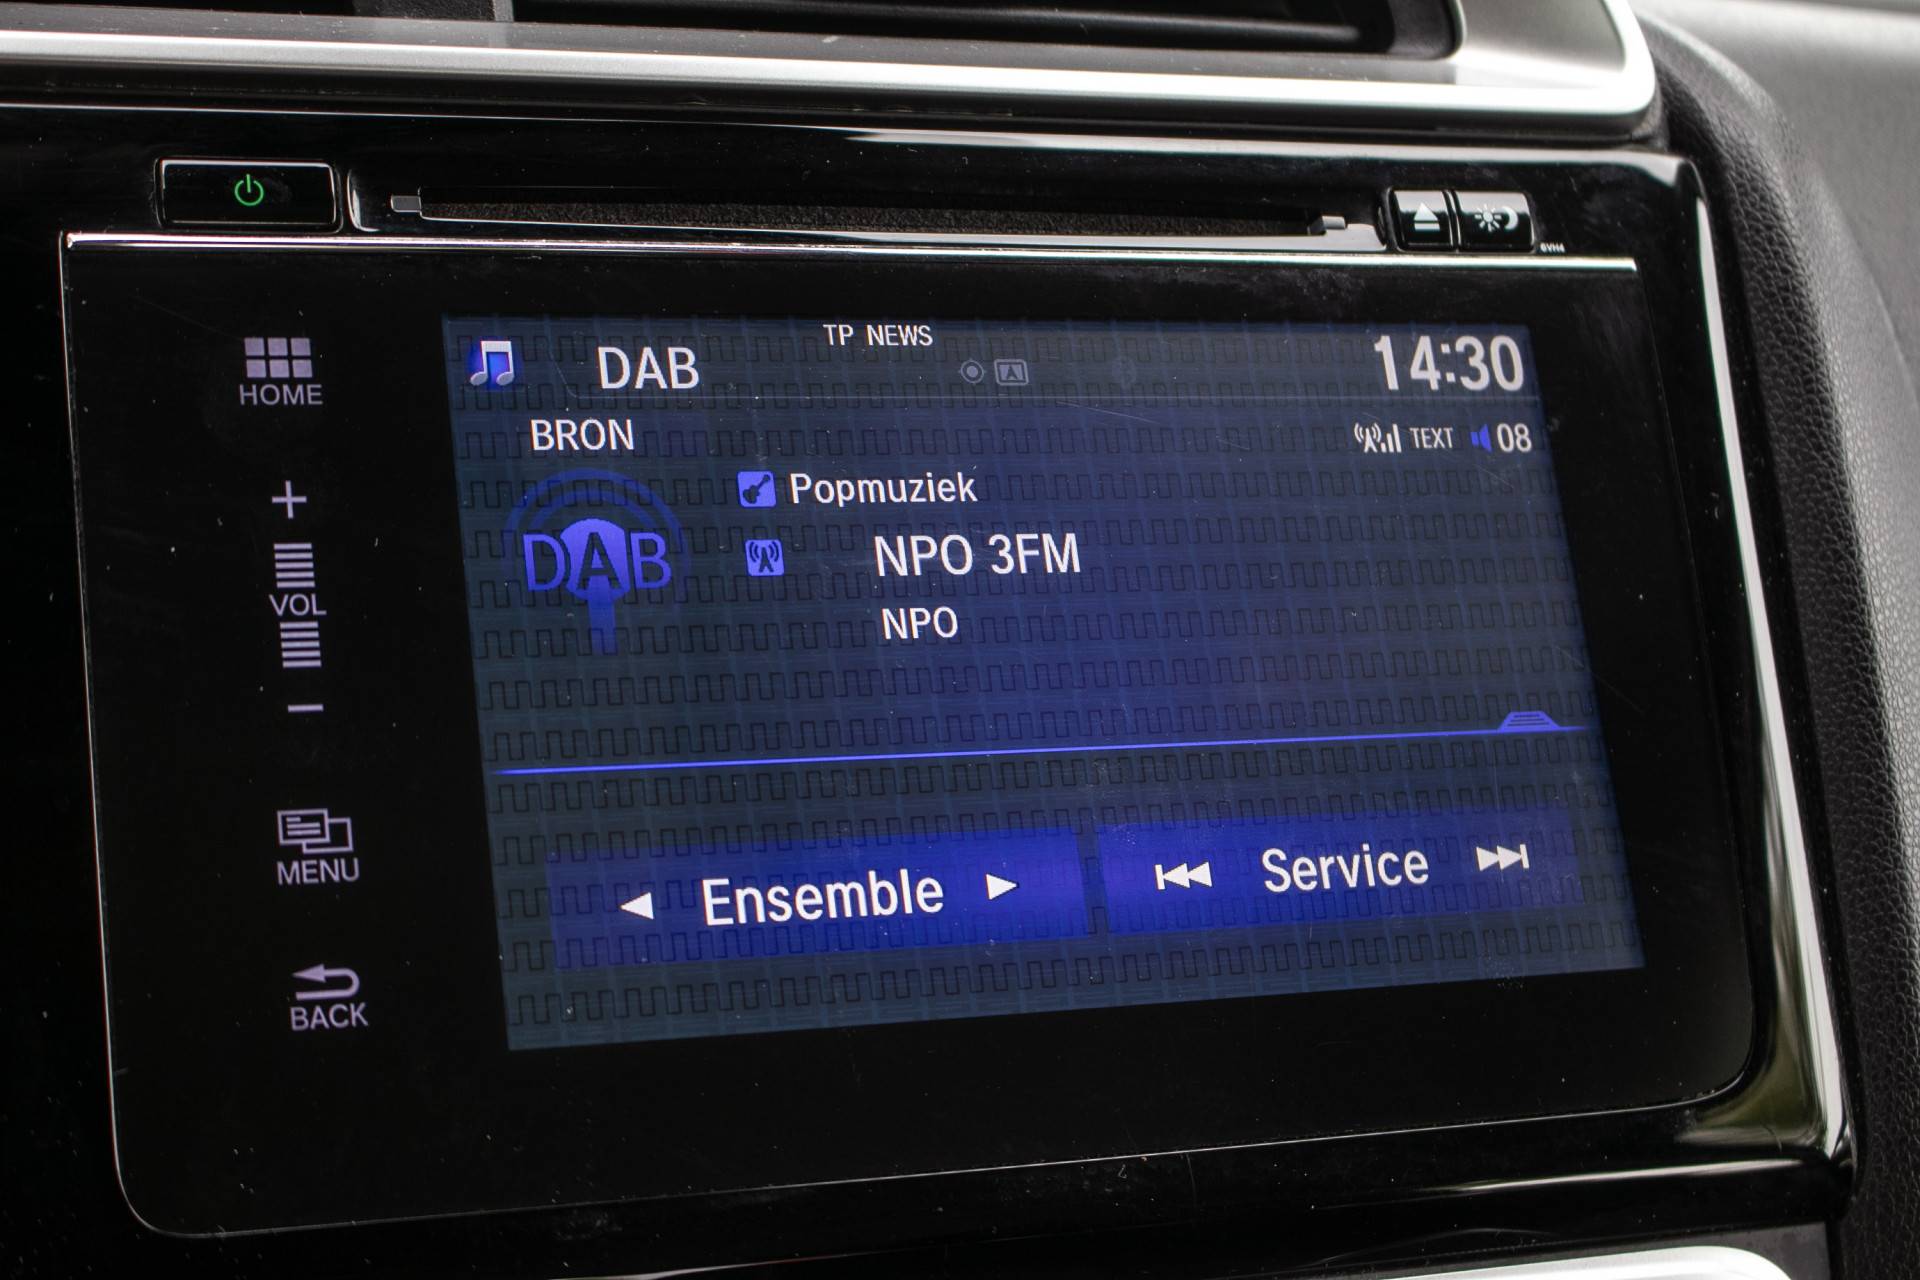 TP NEWS
DAB
14:30
HOME
BRON
TEXT 08
Popmuziek
DAB
NPO 3FM
VOL
NPO
MENU
Ensemble
Service
BACK